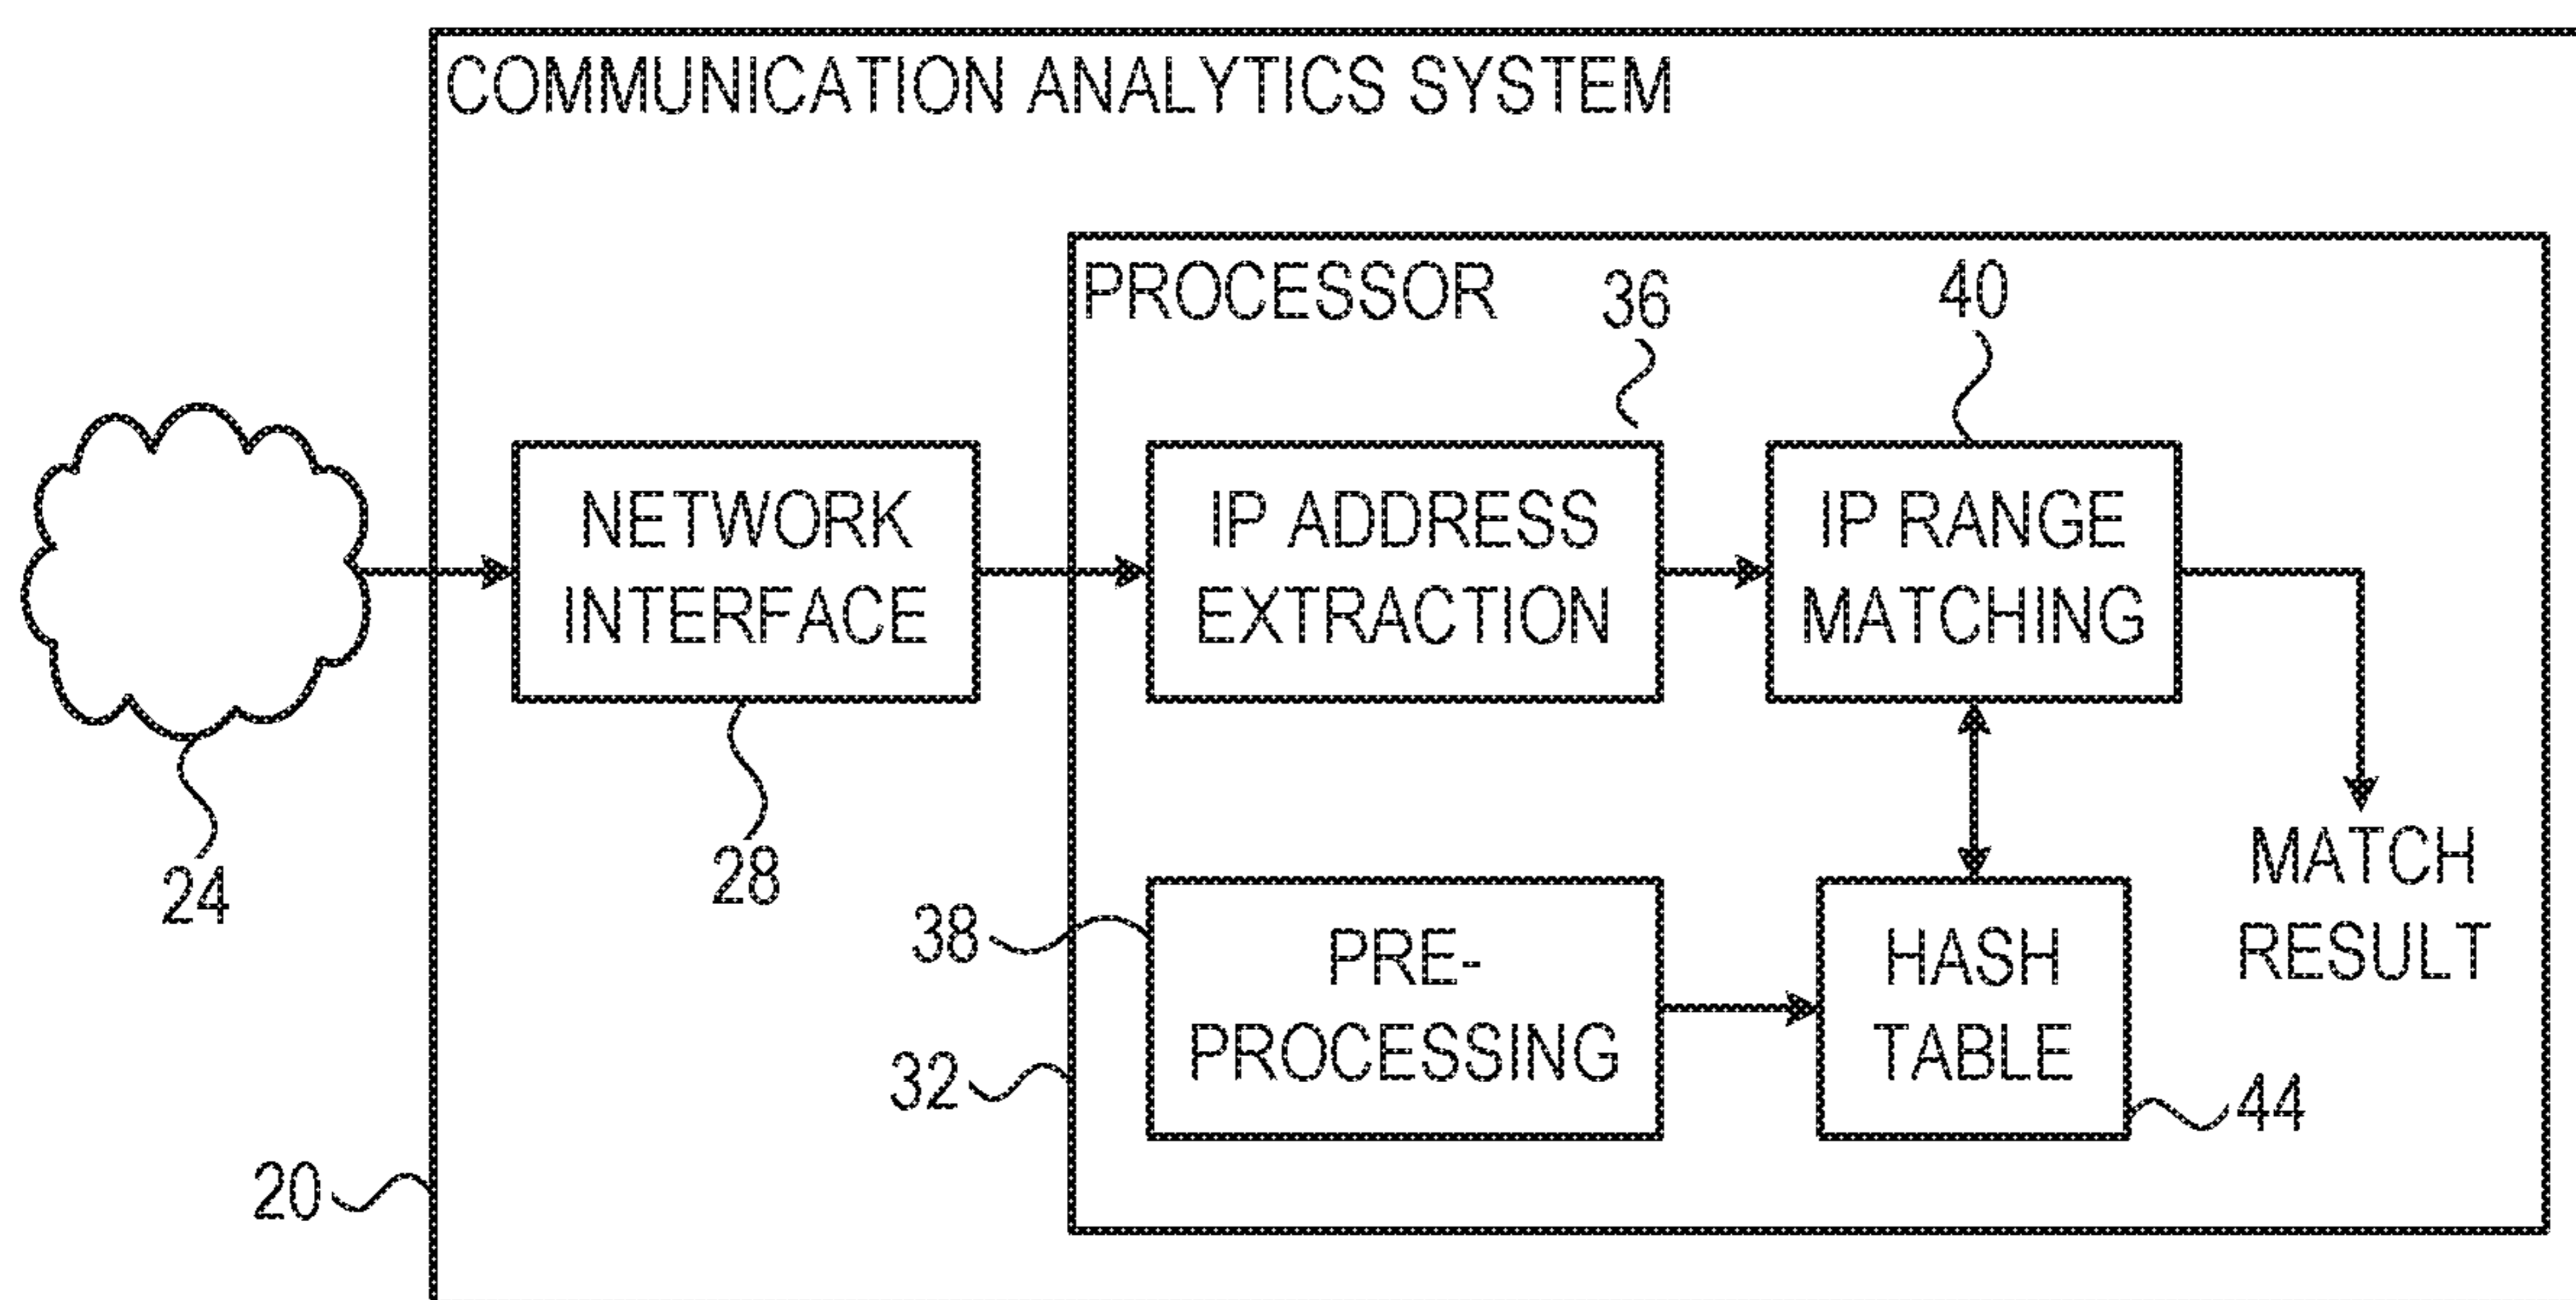 COMMUNICATION ANALYTICS SYSTEM
PROCESSOR
36
40
NETWORK
INTERFACE
IP ADDRESS
EXTRACTION
IP RANGE
MATCHING
24
28
38
PRE-
PROCESSING
HASH
TABLE
MATCH
RESULT
32
44
20